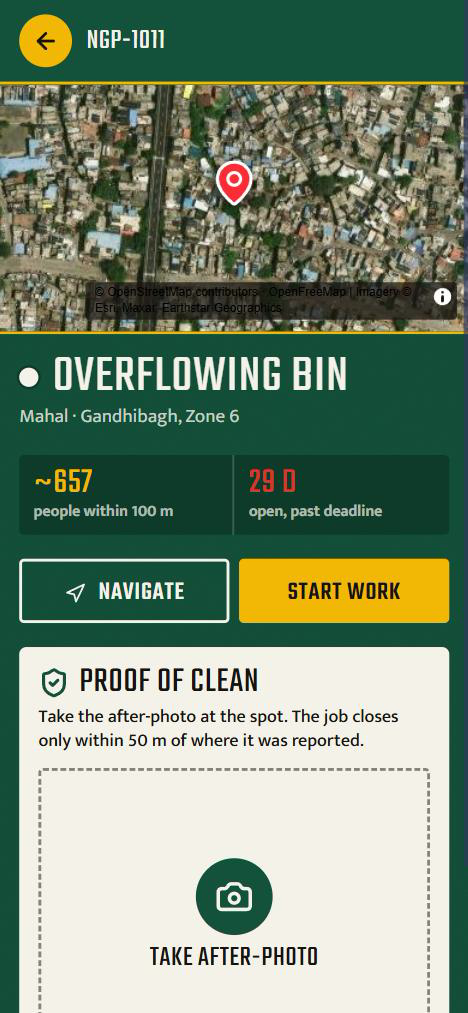 NGP-1011
© OpenStreetMap contributors · OpenFreeMap | Imagery ©
Esri, Maxar, Earthstar Geographics
OVERFLOWING BIN
Mahal · Gandhibagh, Zone 6
~657
people within 100 m
29 D
open, past deadline
NAVIGATE
START WORK
PROOF OF CLEAN
Take the after-photo at the spot. The job closes
only within 50 m of where it was reported.
TAKE AFTER-PHOTO